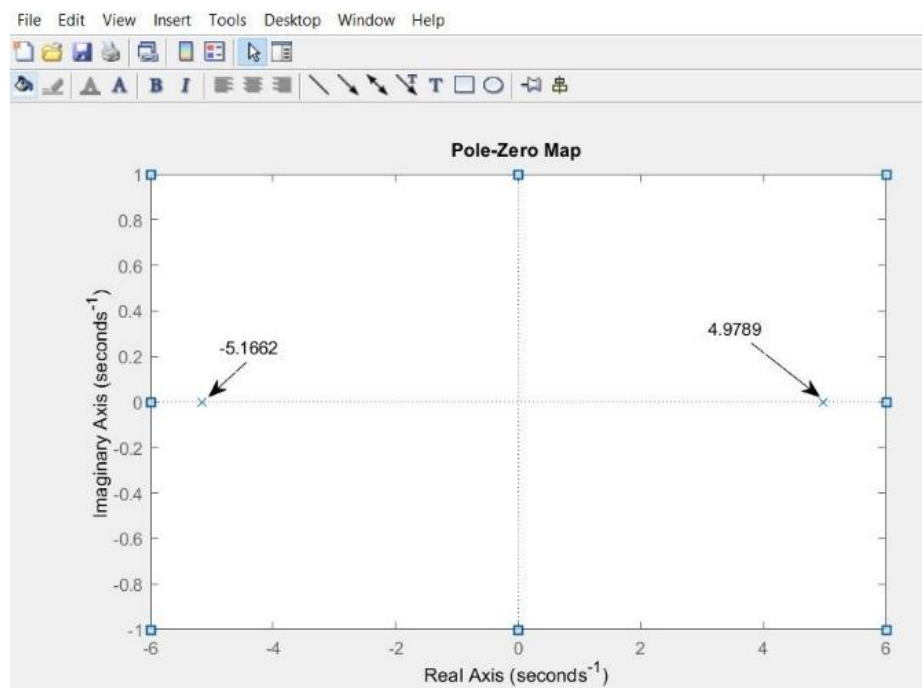 File Edit View Insert Tools Desktop Window Help
A A B I T T
Pole-Zero Map
1
0.8
0.6
0.4
0.2
0
-0.2
-0.4
-0.6
-0.8
-1
Imaginary Axis (seconds-1)
-5.1662
4.9789
-6 -4 -2 0 2 4 6
Real Axis (seconds-1)